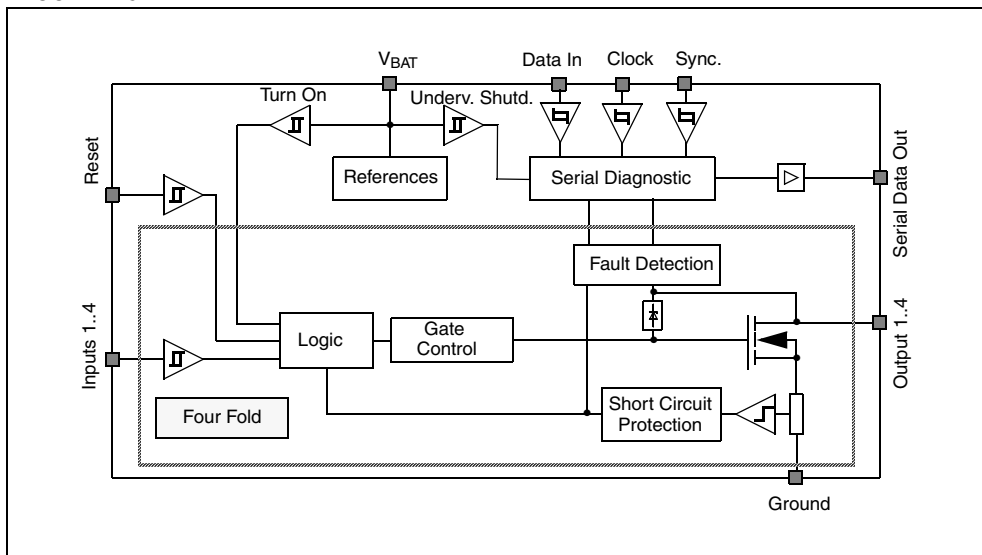 V_BAT
Data In
Clock
Sync.
Turn On
Underv. Shutd.
Reset
References
Serial Diagnostic
Serial Data Out
Fault Detection
Inputs 1..4
Logic
Gate
Control
Output 1..4
Four Fold
Short Circuit
Protection
Ground